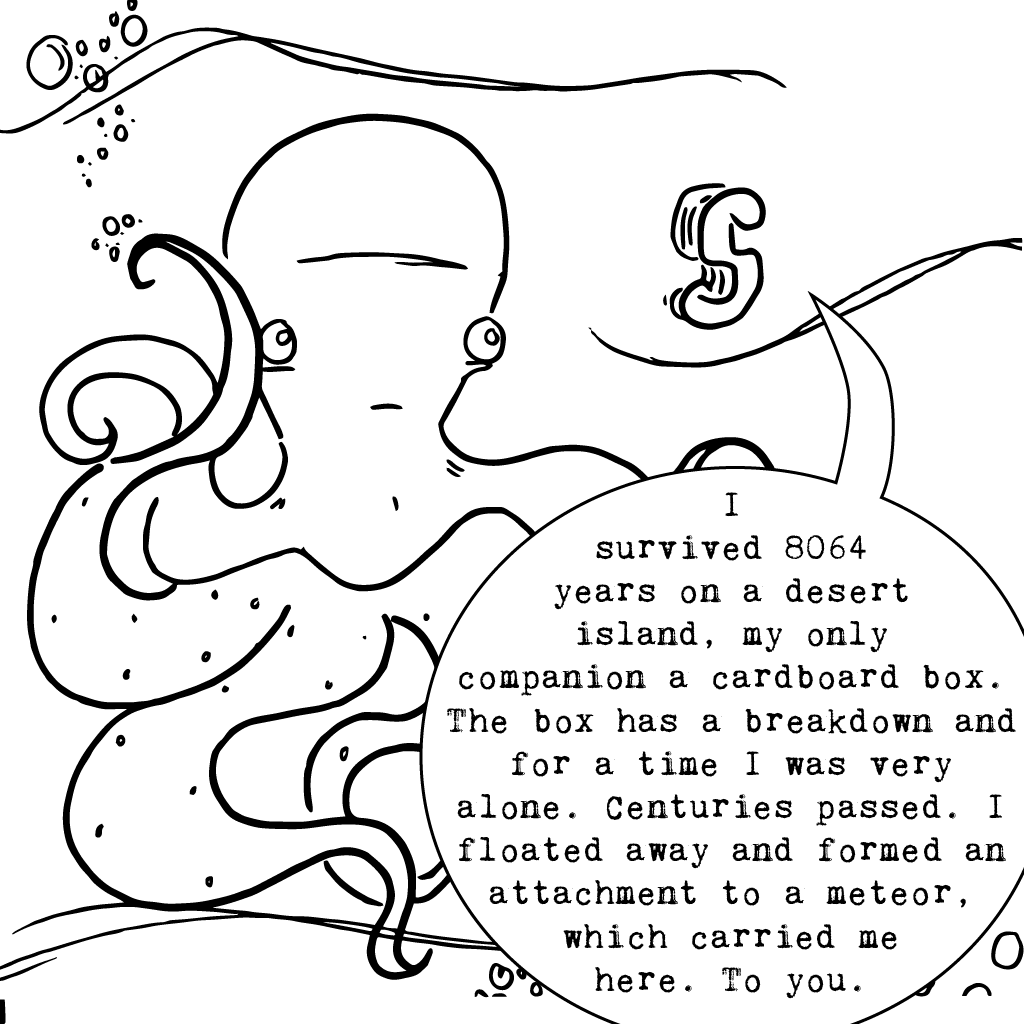 S
I
survived 8064
years on a desert
island, my only
companion a cardboard box.
The box has a breakdown and
for a time I was very
alone. Centuries passed. I
floated away and formed an
attachment to a meteor,
which carried me
here. To you.